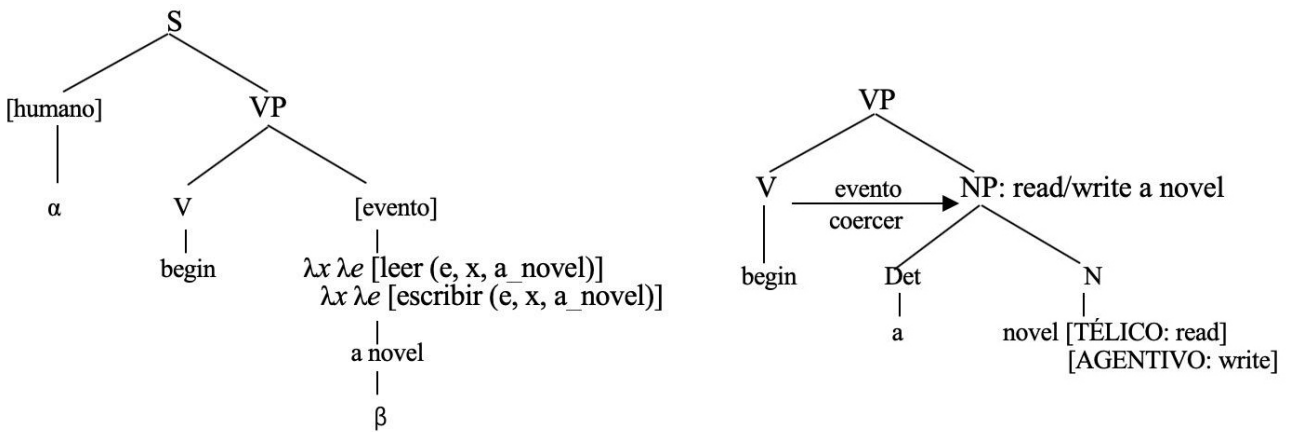 S
[humano] VP
α V [evento]
begin λx λe [leer (e, x, a_novel)]
λx λe [escribir (e, x, a_novel)]
a novel
β
VP
V evento NP: read/write a novel
coercer
begin Det N
a novel [TÉLICO: read]
[AGENTIVO: write]